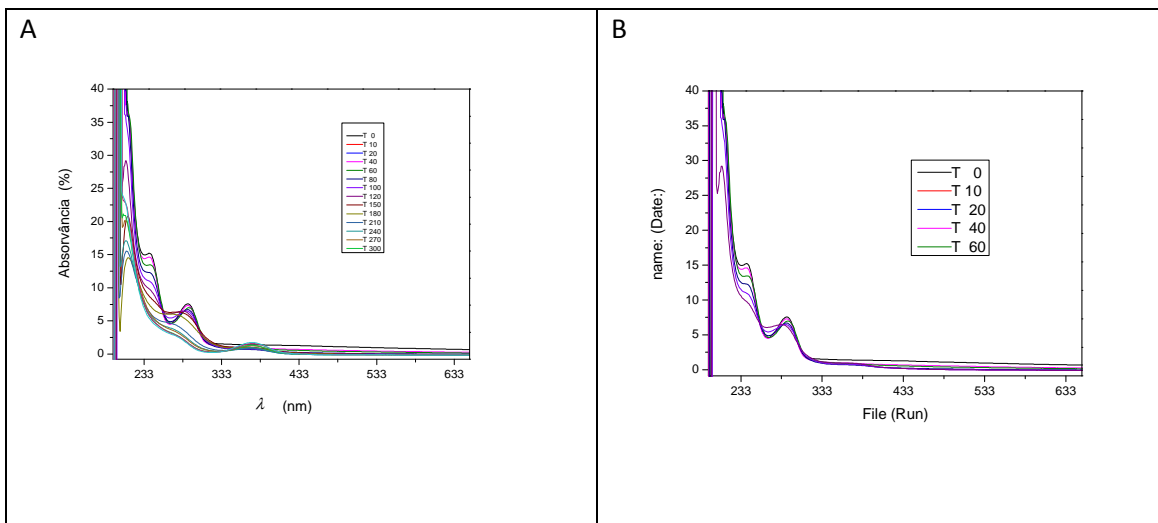 A
40
35
30
25
20
15
10
5
0
Absorvância (%)
T 0
T 10
T 20
T 40
T 60
T 80
T 100
T 120
T 150
T 180
T 210
T 240
T 270
T 300
233 333 433 533 633
λ (nm)
B
40
35
30
25
20
15
10
5
0
name: (Date:)
T 0
T 10
T 20
T 40
T 60
233 333 433 533 633
File (Run)